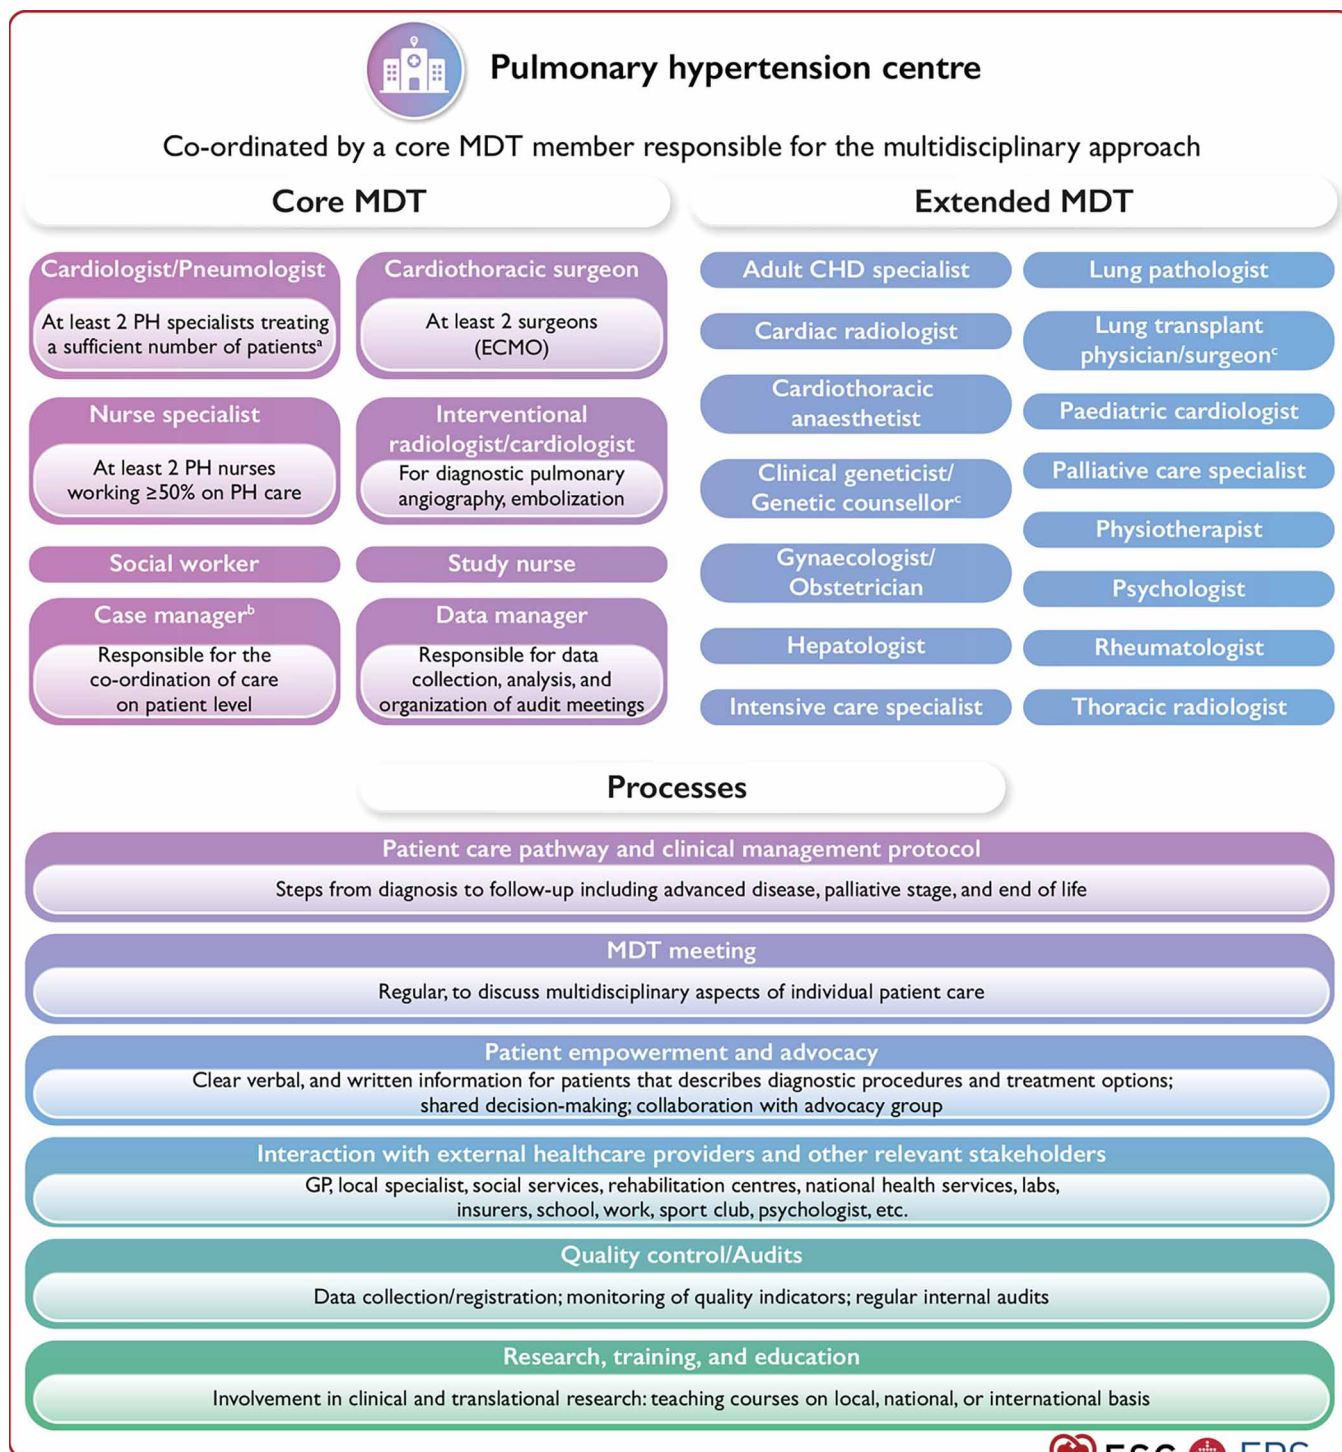 Pulmonary hypertension centre
Co-ordinated by a core MDT member responsible for the multidisciplinary approach
Core MDT
Cardiologist/Pneumologist
At least 2 PH specialists treating
a sufficient number of patientsᵃ
Cardiothoracic surgeon
At least 2 surgeons
(ECMO)
Nurse specialist
At least 2 PH nurses
working ≥50% on PH care
Interventional
radiologist/cardiologist
For diagnostic pulmonary
angiography, embolization
Social worker
Study nurse
Case managerᵇ
Responsible for the
co-ordination of care
on patient level
Data manager
Responsible for data
collection, analysis, and
organization of audit meetings
Extended MDT
Adult CHD specialist
Cardiac radiologist
Cardiothoracic
anaesthetist
Clinical geneticist/
Genetic counsellorᶜ
Gynaecologist/
Obstetrician
Hepatologist
Intensive care specialist
Lung pathologist
Lung transplant
physician/surgeonᶜ
Paediatric cardiologist
Palliative care specialist
Physiotherapist
Psychologist
Rheumatologist
Thoracic radiologist
Processes
Patient care pathway and clinical management protocol
Steps from diagnosis to follow-up including advanced disease, palliative stage, and end of life
MDT meeting
Regular, to discuss multidisciplinary aspects of individual patient care
Patient empowerment and advocacy
Clear verbal, and written information for patients that describes diagnostic procedures and treatment options;
shared decision-making; collaboration with advocacy group
Interaction with external healthcare providers and other relevant stakeholders
GP, local specialist, social services, rehabilitation centres, national health services, labs,
insurers, school, work, sport club, psychologist, etc.
Quality control/Audits
Data collection/registration; monitoring of quality indicators; regular internal audits
Research, training, and education
Involvement in clinical and translational research: teaching courses on local, national, or international basis
ESC ERS